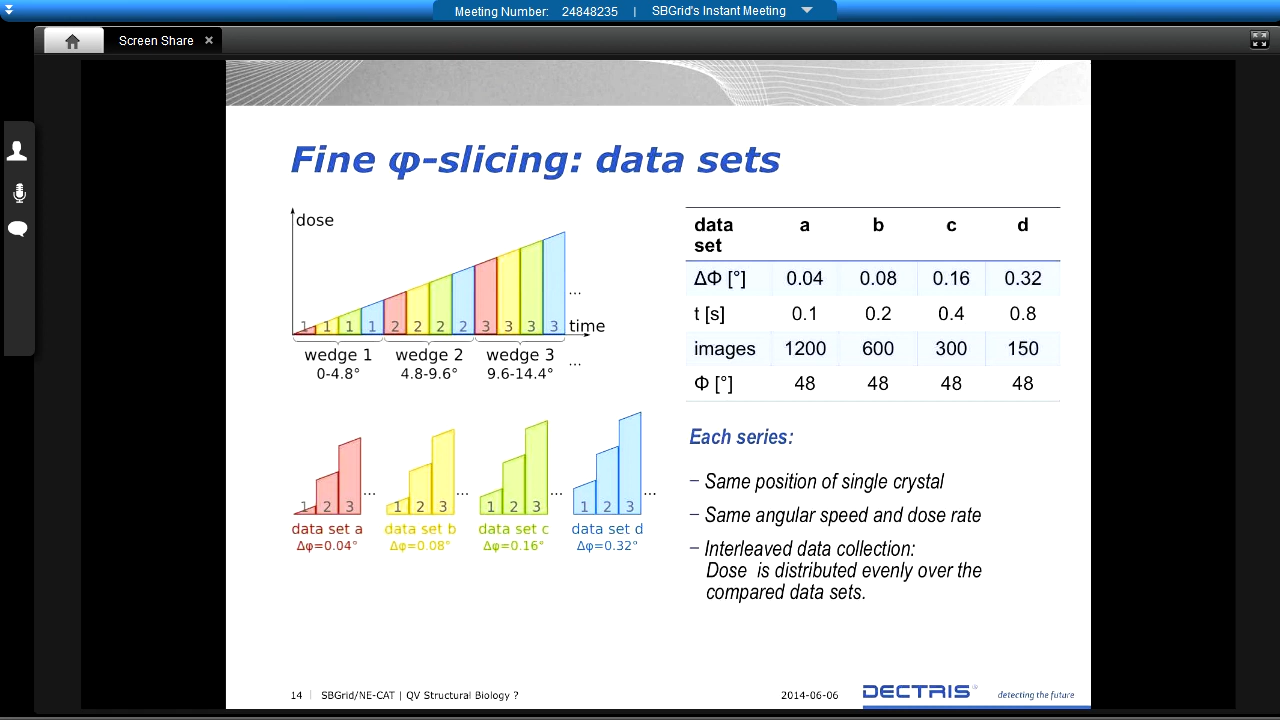 Meeting Number: 24848235 | SBGrid's Instant Meeting
Screen Share ×
Fine φ-slicing: data sets
dose
1 1 1 1 2 2 2 2 3 3 3 3 time
...
wedge 1 wedge 2 wedge 3
0-4.8° 4.8-9.6° 9.6-14.4° ...
1 2 3 ... 1 2 3 ... 1 2 3 ... 1 2 3 ...
data set a data set b data set c data set d
Δφ=0.04° Δφ=0.08° Δφ=0.16° Δφ=0.32°
data set a b c d
ΔΦ [°] 0.04 0.08 0.16 0.32
t [s] 0.1 0.2 0.4 0.8
images 1200 600 300 150
Φ [°] 48 48 48 48
Each series:
– Same position of single crystal
– Same angular speed and dose rate
– Interleaved data collection:
Dose is distributed evenly over the
compared data sets.
14 | SBGrid/NE-CAT | QV Structural Biology ? 2014-06-06 DECTRIS® detecting the future